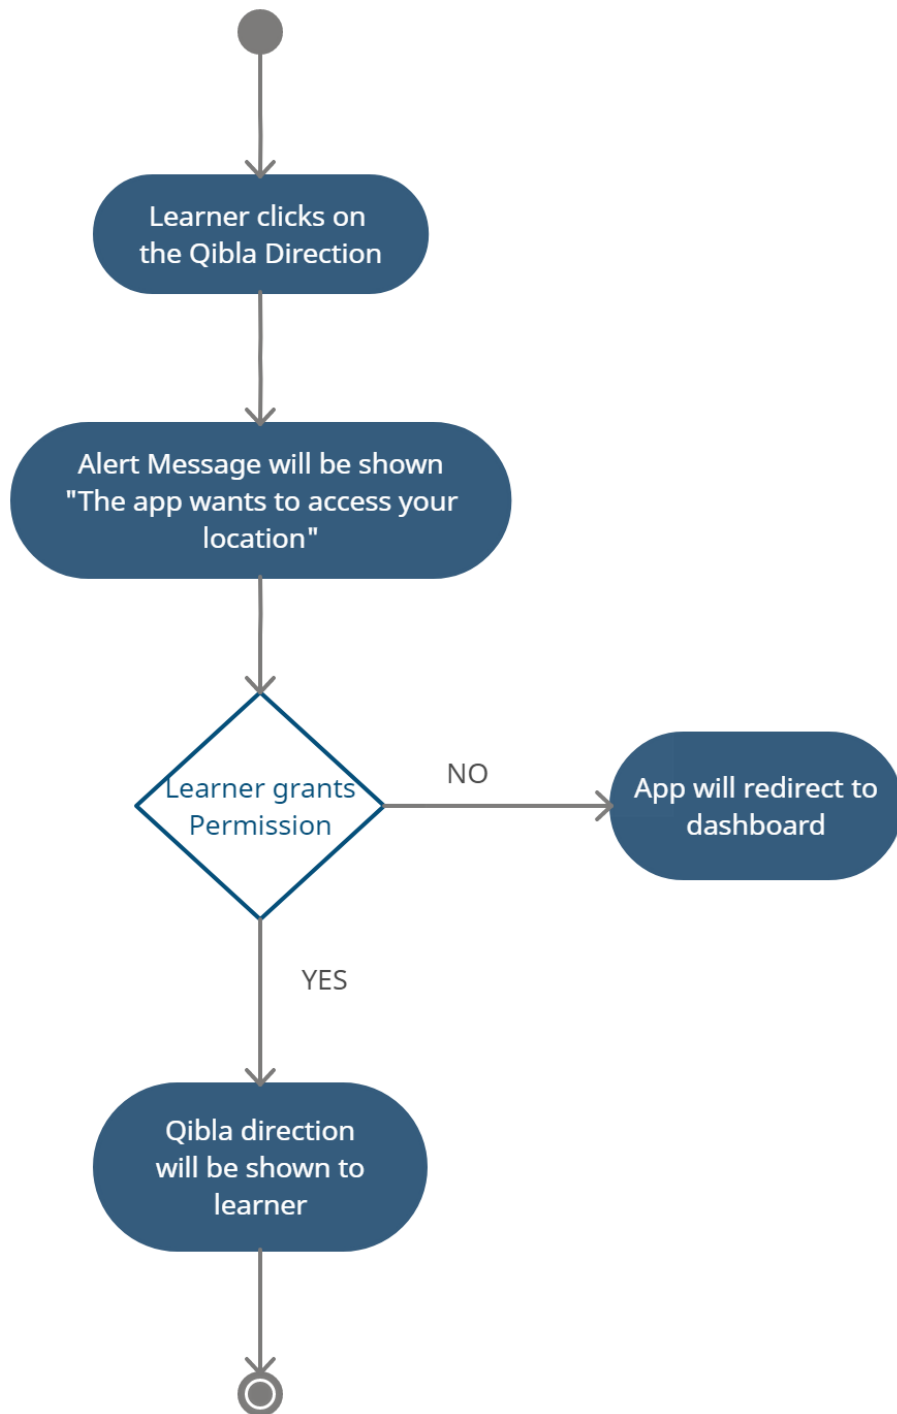 Learner clicks on
the Qibla Direction
Alert Message will be shown
"The app wants to access your
location"
Learner grants
Permission
NO
App will redirect to
dashboard
YES
Qibla direction
will be shown to
learner